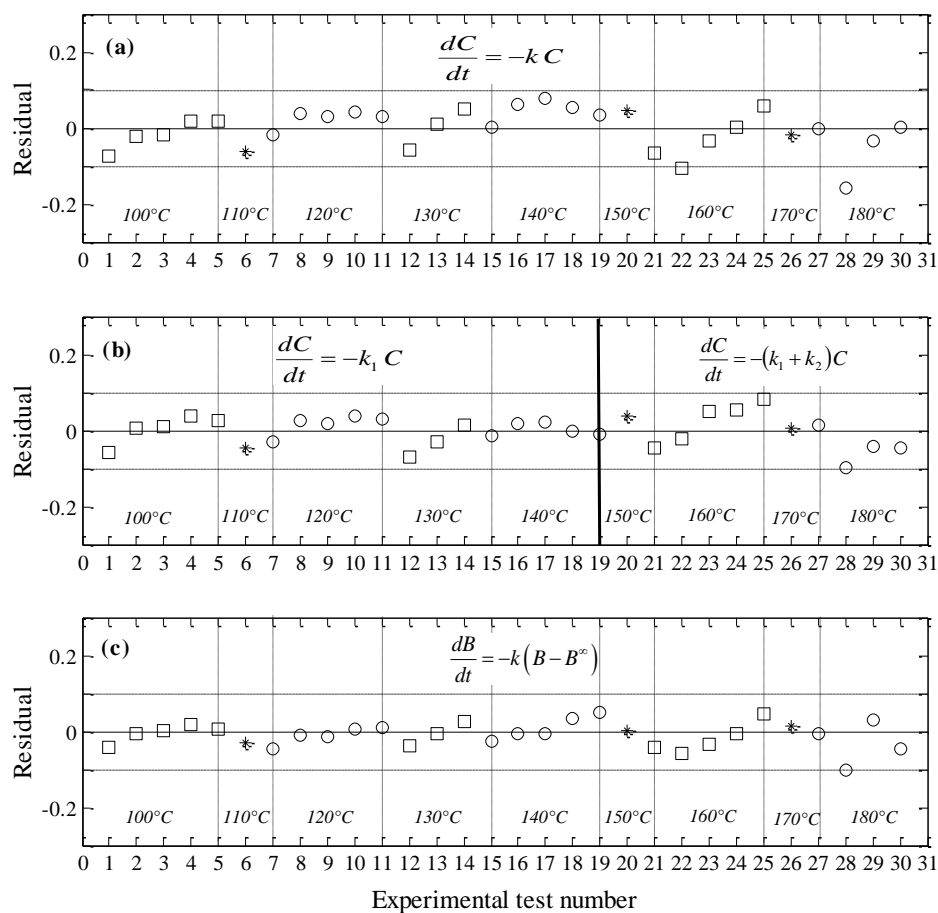 (a)
dC/dt = -k C
0.2
0
-0.2
Residual
100°C 110°C 120°C 130°C 140°C 150°C 160°C 170°C 180°C
0 1 2 3 4 5 6 7 8 9 10 11 12 13 14 15 16 17 18 19 20 21 22 23 24 25 26 27 28 29 30 31
(b)
dC/dt = -k₁ C
dC/dt = -(k₁ + k₂)C
0.2
0
-0.2
Residual
100°C 110°C 120°C 130°C 140°C 150°C 160°C 170°C 180°C
0 1 2 3 4 5 6 7 8 9 10 11 12 13 14 15 16 17 18 19 20 21 22 23 24 25 26 27 28 29 30 31
(c)
dB/dt = -k(B - B∞)
0.2
0
-0.2
Residual
100°C 110°C 120°C 130°C 140°C 150°C 160°C 170°C 180°C
0 1 2 3 4 5 6 7 8 9 10 11 12 13 14 15 16 17 18 19 20 21 22 23 24 25 26 27 28 29 30 31
Experimental test number